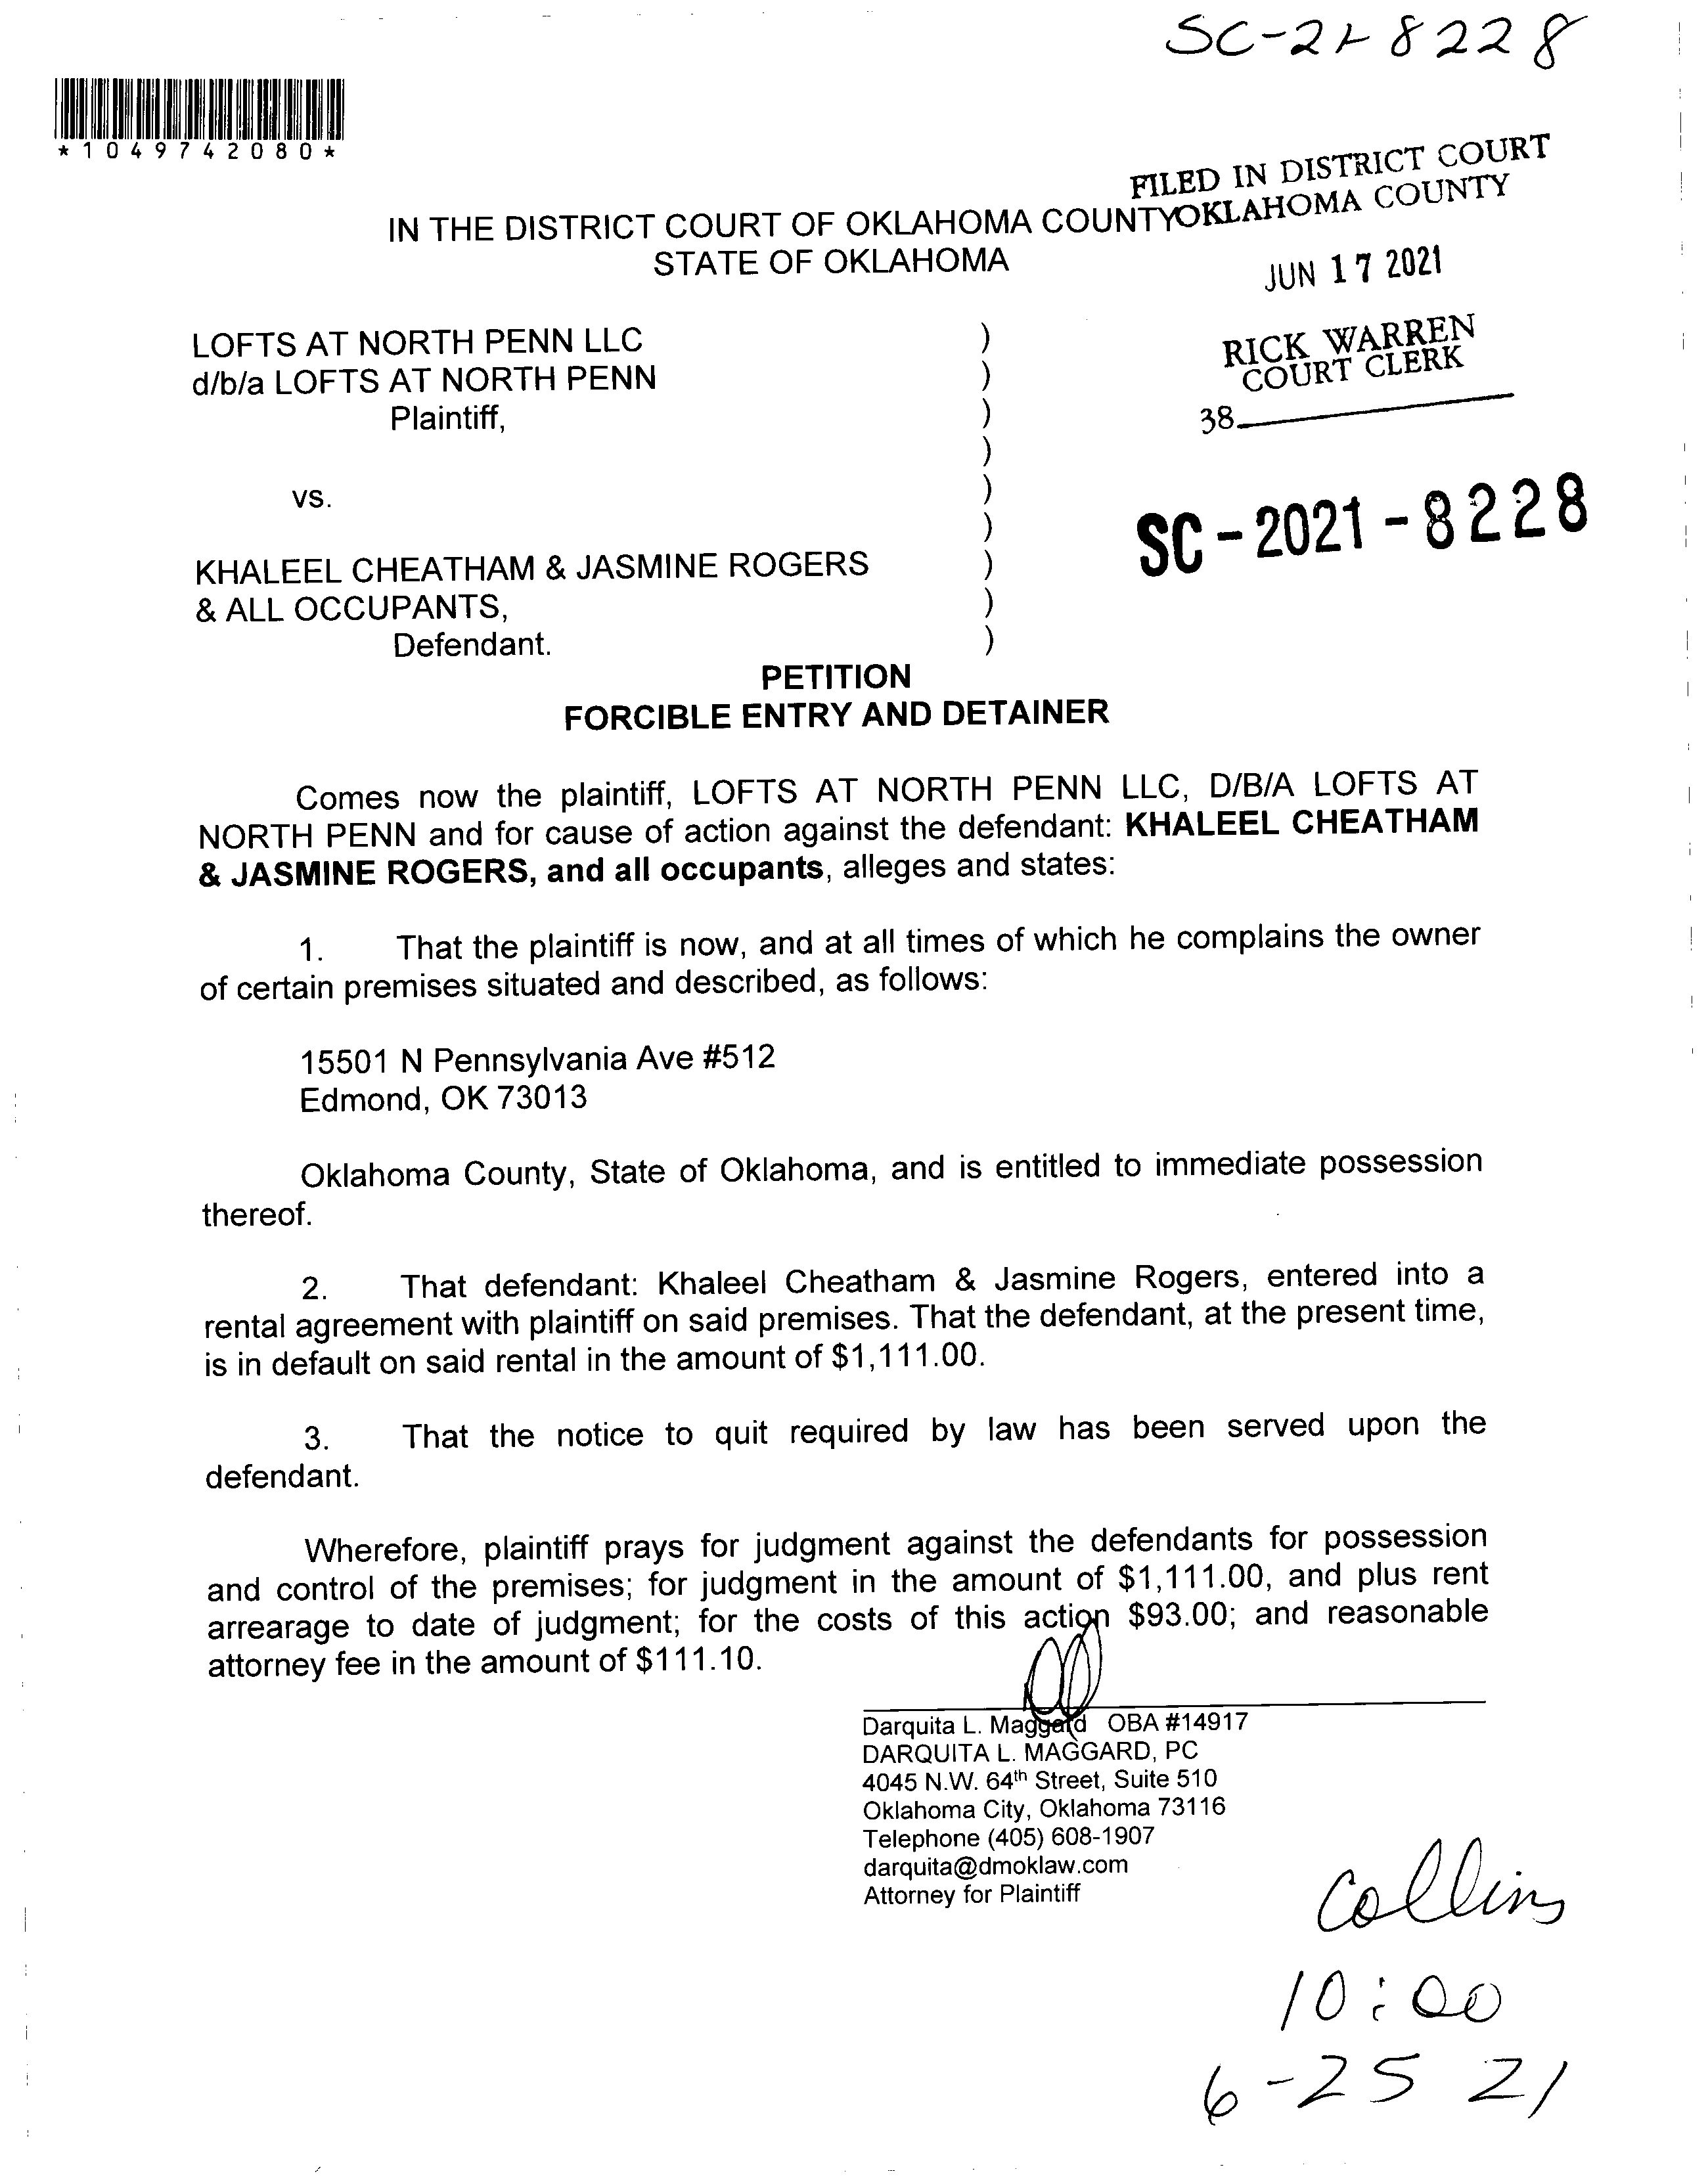 SC-21-8228
*1049742080*
FILED IN DISTRICT COURT
OKLAHOMA COUNTY
IN THE DISTRICT COURT OF OKLAHOMA COUNTY
STATE OF OKLAHOMA
JUN 17 2021
LOFTS AT NORTH PENN LLC )
d/b/a LOFTS AT NORTH PENN )
Plaintiff, )
)
RICK WARREN
COURT CLERK
38
vs. )
)
SC-2021-8228
KHALEEL CHEATHAM & JASMINE ROGERS )
& ALL OCCUPANTS, )
Defendant. )
PETITION
FORCIBLE ENTRY AND DETAINER
Comes now the plaintiff, LOFTS AT NORTH PENN LLC, D/B/A LOFTS AT
NORTH PENN and for cause of action against the defendant: KHALEEL CHEATHAM
& JASMINE ROGERS, and all occupants, alleges and states:
1. That the plaintiff is now, and at all times of which he complains the owner
of certain premises situated and described, as follows:
15501 N Pennsylvania Ave #512
Edmond, OK 73013
Oklahoma County, State of Oklahoma, and is entitled to immediate possession
thereof.
2. That defendant: Khaleel Cheatham & Jasmine Rogers, entered into a
rental agreement with plaintiff on said premises. That the defendant, at the present time,
is in default on said rental in the amount of $1,111.00.
3. That the notice to quit required by law has been served upon the
defendant.
Wherefore, plaintiff prays for judgment against the defendants for possession
and control of the premises; for judgment in the amount of $1,111.00, and plus rent
arrearage to date of judgment; for the costs of this action $93.00; and reasonable
attorney fee in the amount of $111.10.
Darquita L. Maggard OBA #14917
DARQUITA L. MAGGARD, PC
4045 N.W. 64th Street, Suite 510
Oklahoma City, Oklahoma 73116
Telephone (405) 608-1907
darquita@dmoklaw.com
Attorney for Plaintiff
Collins
10:00
6-25 21